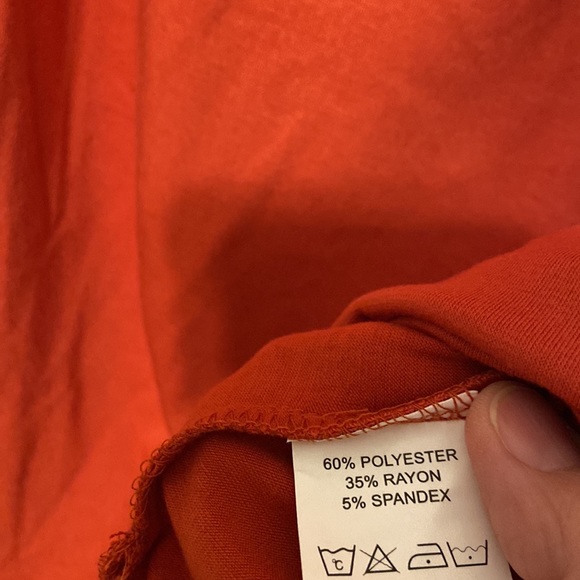 60% POLYESTER
35% RAYON
5% SPANDEX